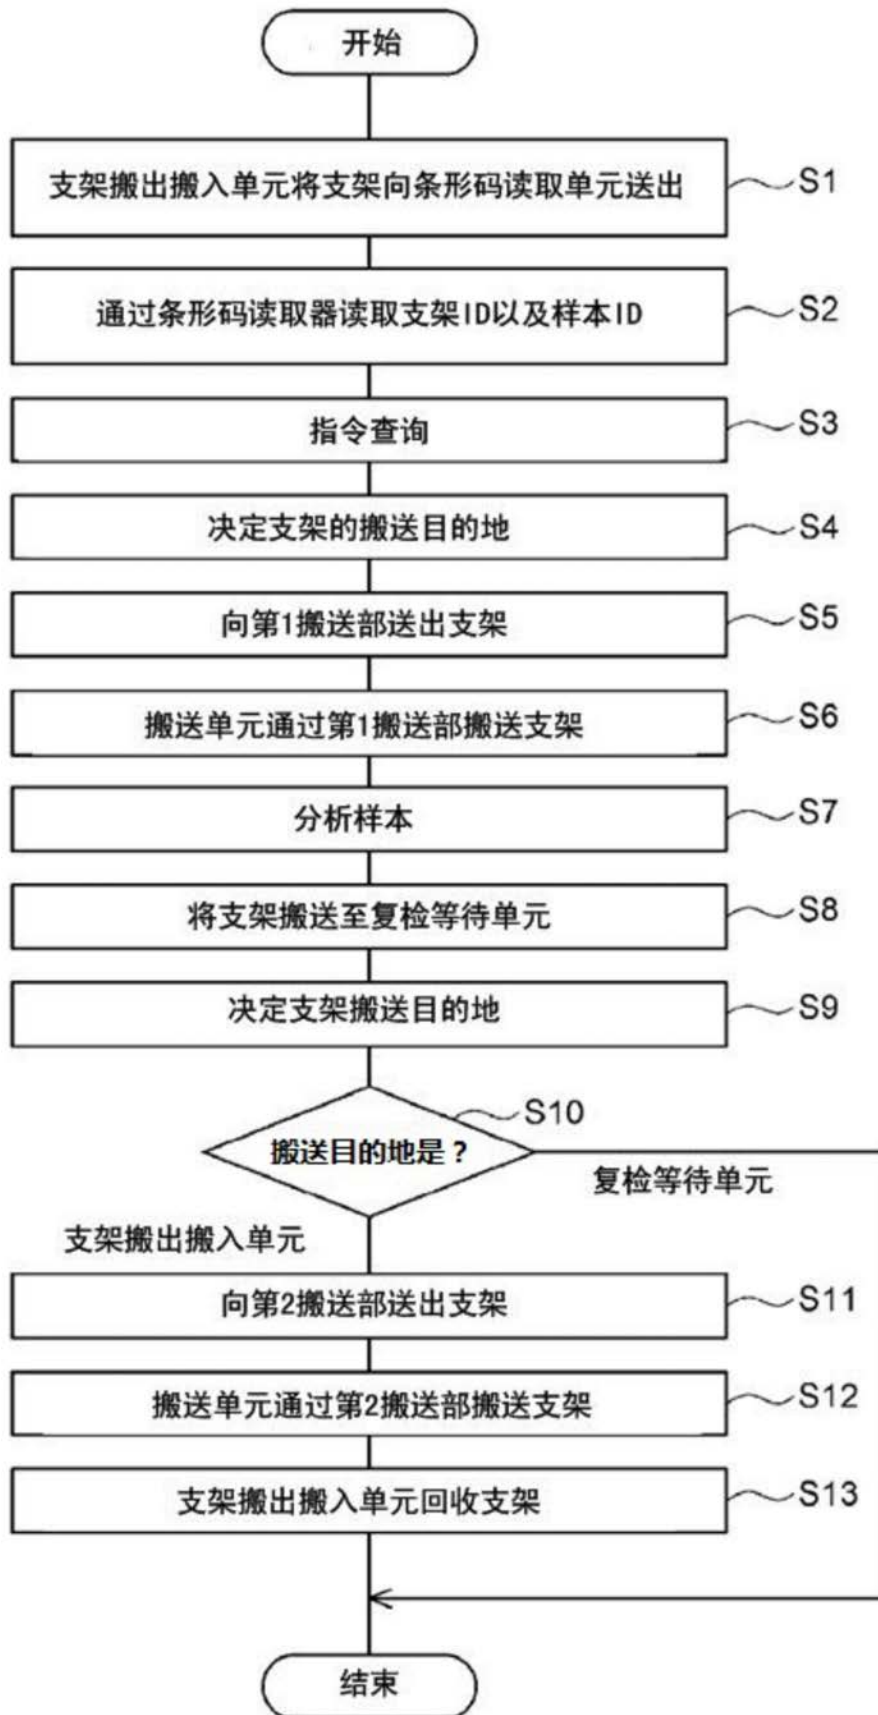 开始
支架搬出搬入单元将支架向条形码读取单元送出
S1
通过条形码读取器读取支架ID以及样本ID
S2
指令查询
S3
决定支架的搬送目的地
S4
向第1搬送部送出支架
S5
搬送单元通过第1搬送部搬送支架
S6
分析样本
S7
将支架搬送至复检等待单元
S8
决定支架搬送目的地
S9
S10
搬送目的地是？
复检等待单元
支架搬出搬入单元
向第2搬送部送出支架
S11
搬送单元通过第2搬送部搬送支架
S12
支架搬出搬入单元回收支架
S13
结束